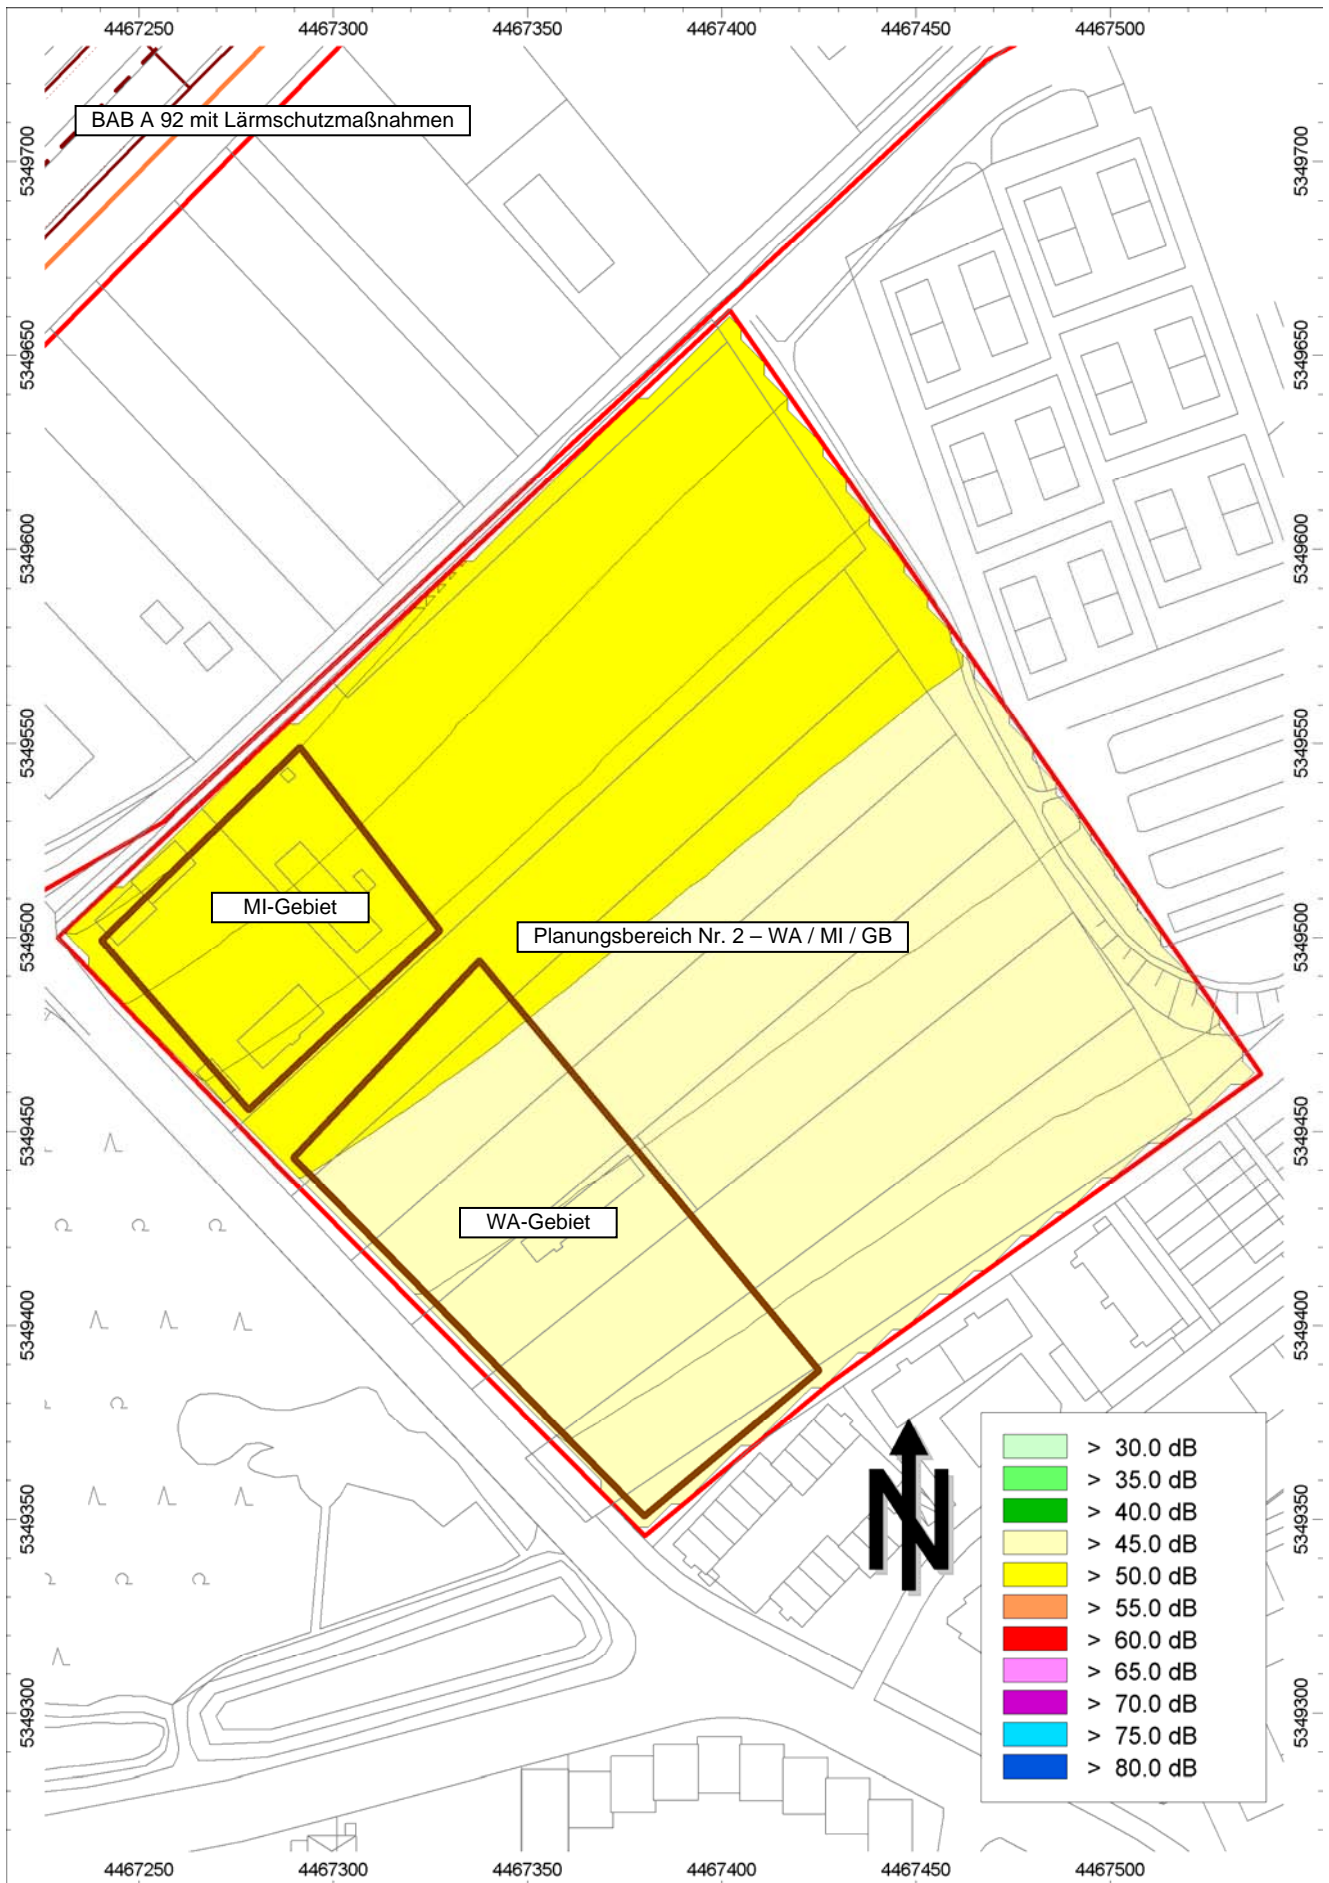 4467250 4467300 4467350 4467400 4467450 4467500
BAB A 92 mit Lärmschutzmaßnahmen
5349700 5349700
5349650 5349650
5349600 5349600
5349550 5349550
MI-Gebiet
Planungsbereich Nr. 2 – WA / MI / GB
5349500 5349500
5349450 5349450
WA-Gebiet
5349400 5349400
5349350 5349350
5349300 5349300
N
> 30.0 dB
> 35.0 dB
> 40.0 dB
> 45.0 dB
> 50.0 dB
> 55.0 dB
> 60.0 dB
> 65.0 dB
> 70.0 dB
> 75.0 dB
> 80.0 dB
4467250 4467300 4467350 4467400 4467450 4467500